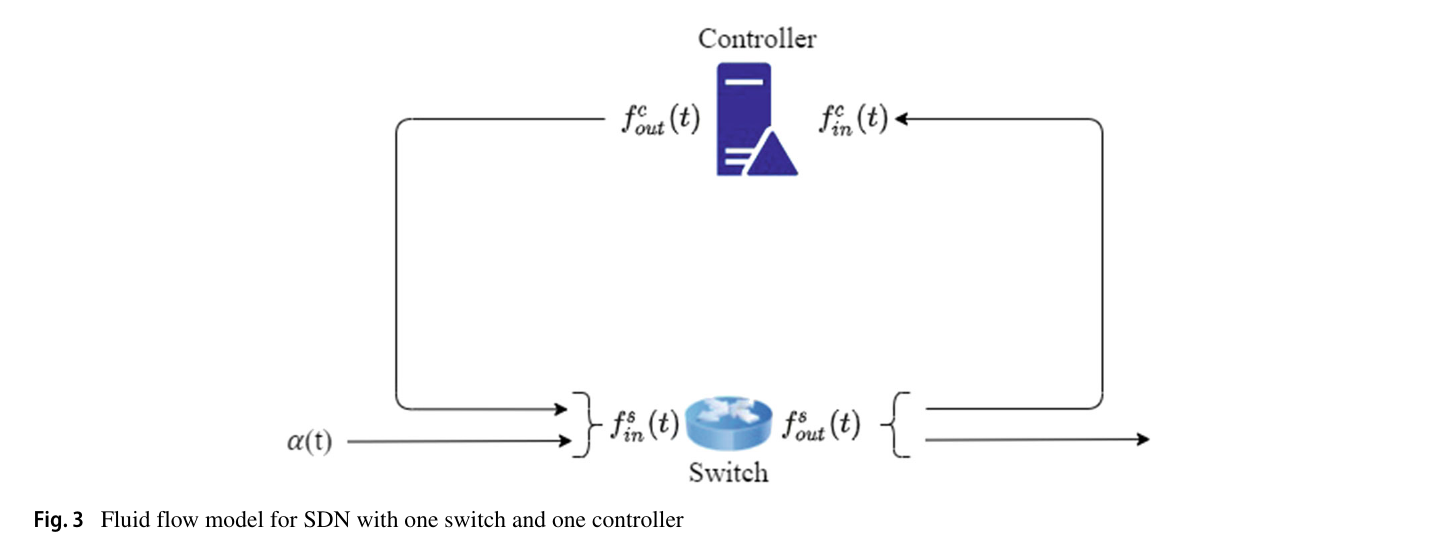 Controller
f^c_out(t) f^c_in(t)
f^s_in(t) f^s_out(t)
α(t)
Switch
Fig. 3 Fluid flow model for SDN with one switch and one controller